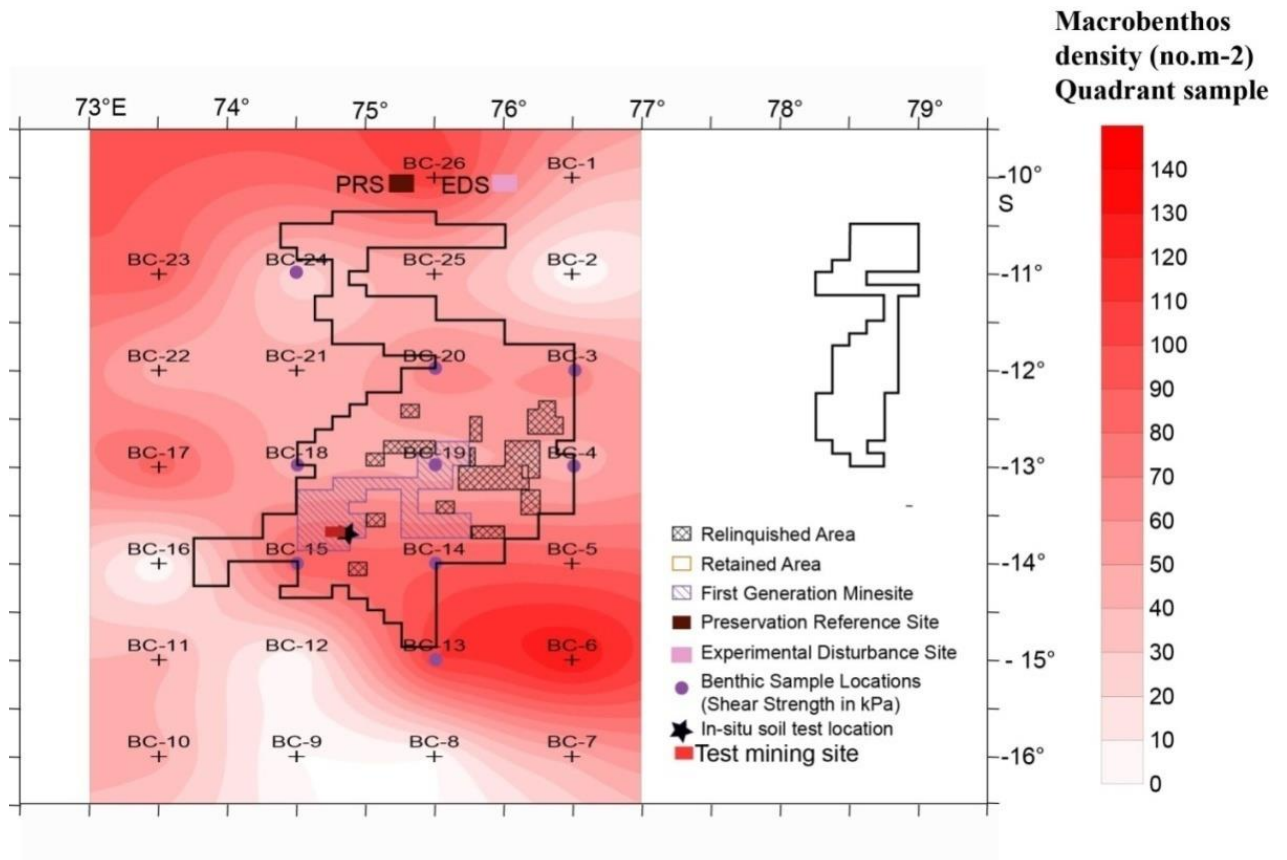 Macrobenthos
density (no.m-2)
Quadrant sample
73°E 74° 75° 76° 77° 78° 79°
BC-26 BC-1
PRS EDS
-10°
S
BC-23 BC-24 BC-25 BC-2
-11°
BC-22 BC-21 BC-20 BC-3
-12°
BC-17 BC-18 BC-19 BC-4
-13°
BC-16 BC-15 BC-14 BC-5
-14°
BC-11 BC-12 BC-13 BC-6
- 15°
BC-10 BC-9 BC-8 BC-7
-16°
Relinquished Area
Retained Area
First Generation Minesite
Preservation Reference Site
Experimental Disturbance Site
Benthic Sample Locations
(Shear Strength in kPa)
In-situ soil test location
Test mining site
140
130
120
110
100
90
80
70
60
50
40
30
20
10
0